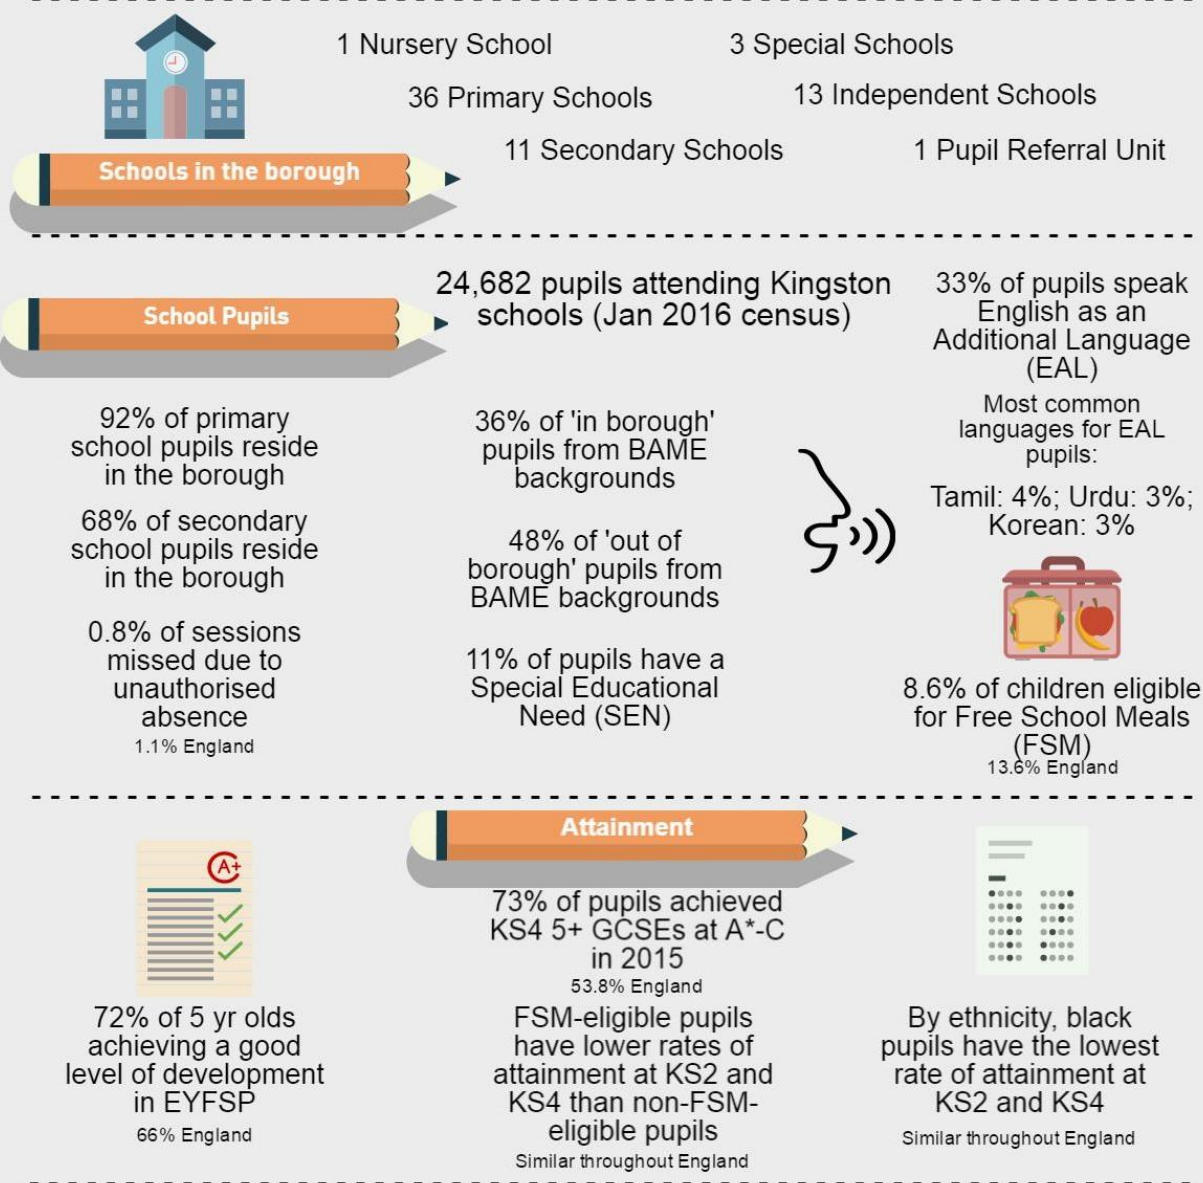 1 Nursery School
3 Special Schools
36 Primary Schools
13 Independent Schools
11 Secondary Schools
1 Pupil Referral Unit
Schools in the borough
School Pupils
24,682 pupils attending Kingston
schools (Jan 2016 census)
92% of primary
school pupils reside
in the borough
68% of secondary
school pupils reside
in the borough
0.8% of sessions
missed due to
unauthorised
absence
1.1% England
36% of 'in borough'
pupils from BAME
backgrounds
48% of 'out of
borough' pupils from
BAME backgrounds
11% of pupils have a
Special Educational
Need (SEN)
33% of pupils speak
English as an
Additional Language
(EAL)
Most common
languages for EAL
pupils:
Tamil: 4%; Urdu: 3%;
Korean: 3%
8.6% of children eligible
for Free School Meals
(FSM)
13.6% England
Attainment
A+
72% of 5 yr olds
achieving a good
level of development
in EYFSP
66% England
73% of pupils achieved
KS4 5+ GCSEs at A*-C
in 2015
53.8% England
FSM-eligible pupils
have lower rates of
attainment at KS2 and
KS4 than non-FSM-
eligible pupils
Similar throughout England
By ethnicity, black
pupils have the lowest
rate of attainment at
KS2 and KS4
Similar throughout England